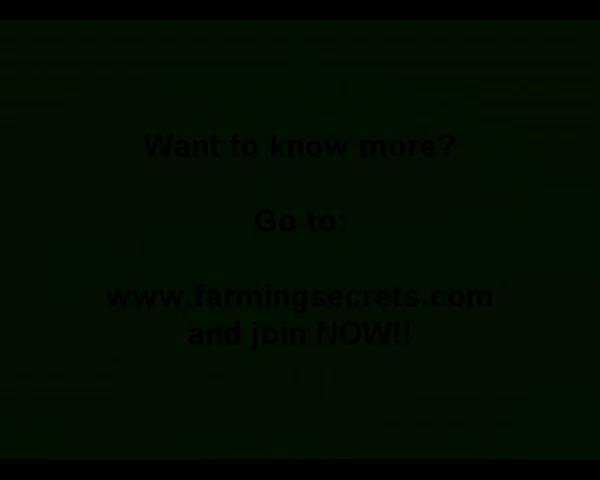 Want to know more?
Go to:
www.farmingsecrets.com
and join NOW!!